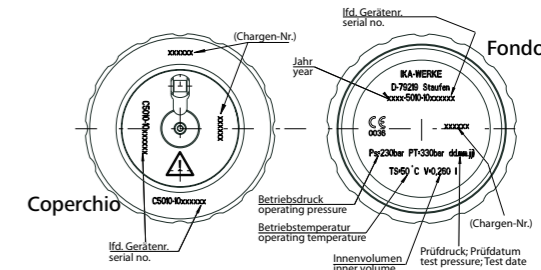 lfd. Gerätenr.
serial no.
(Chargen-Nr.)
xxxxxx
Fondo
Jahr
year
IKA-WERKE
D-79219 Staufen
xxxx-5010-10xxxxxx
C5010-10xxxxxx
xxxxxx
CE
0036
xxxxxx
Ps=230bar PT=330bar dd.mm.jj
TS=50°C V=0,260 l
C5010-10xxxxxx
Coperchio
Betriebsdruck
operating pressure
(Chargen-Nr.)
Betriebstemperatur
operating temperature
lfd. Gerätenr.
serial no.
Innenvolumen
inner volume
Prüfdruck; Prüfdatum
test pressure; Test date